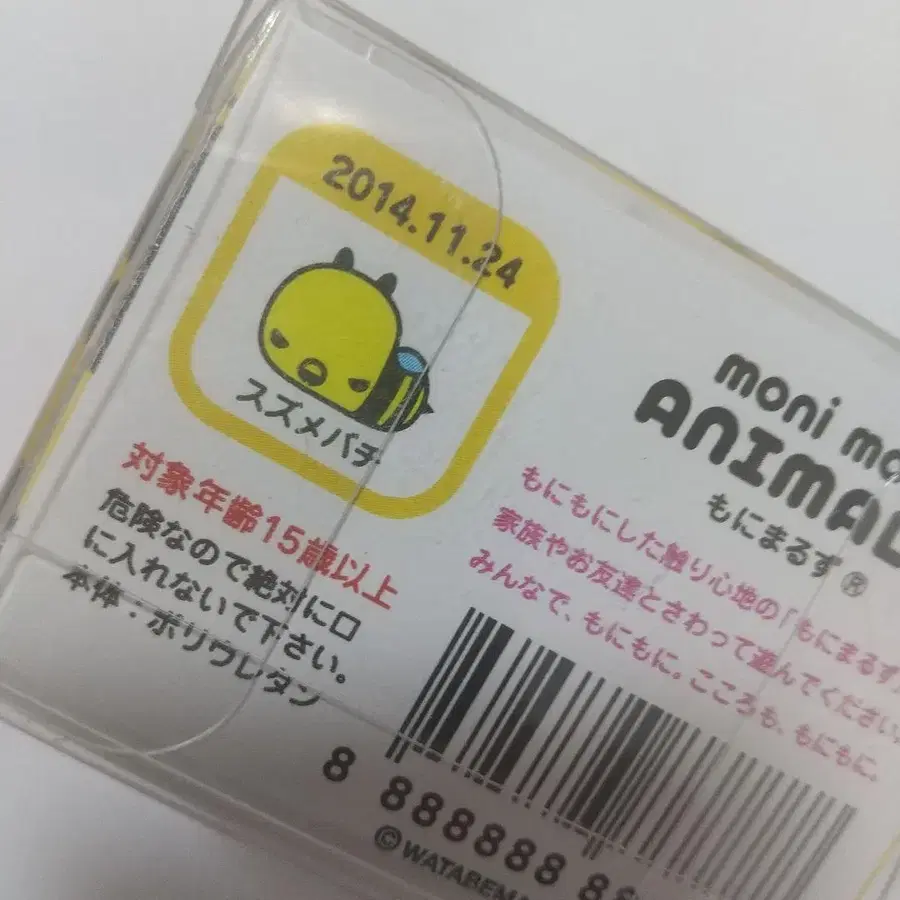 2014.11.24
スズメバチ
対象年齢15歳以上
危険なので絶対に口
に入れないで下さい。
本体：ポリウレタン
moni
ANIMAL
もにまるず®
もにもにした触り心地の「もにまるず」
家族やお友達とさわって遊んでください。
みんなで、もにもに。こころも、もにもに。
8 888888 88
©WATABEM